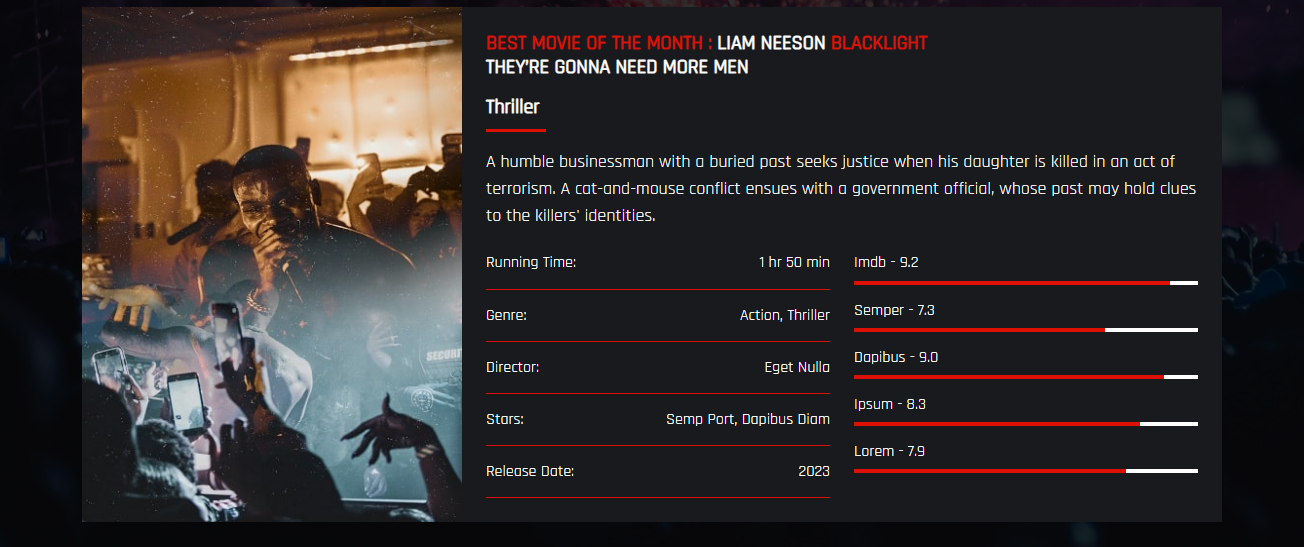 BEST MOVIE OF THE MONTH : LIAM NEESON BLACKLIGHT
THEY'RE GONNA NEED MORE MEN
Thriller
A humble businessman with a buried past seeks justice when his daughter is killed in an act of
terrorism. A cat-and-mouse conflict ensues with a government official, whose past may hold clues
to the killers' identities.
Running Time: 1 hr 50 min
Genre: Action, Thriller
Director: Eget Nulla
Stars: Semp Port, Dapibus Diam
Release Date: 2023
Imdb - 9.2
Semper - 7.3
Dapibus - 9.0
Ipsum - 8.3
Lorem - 7.9